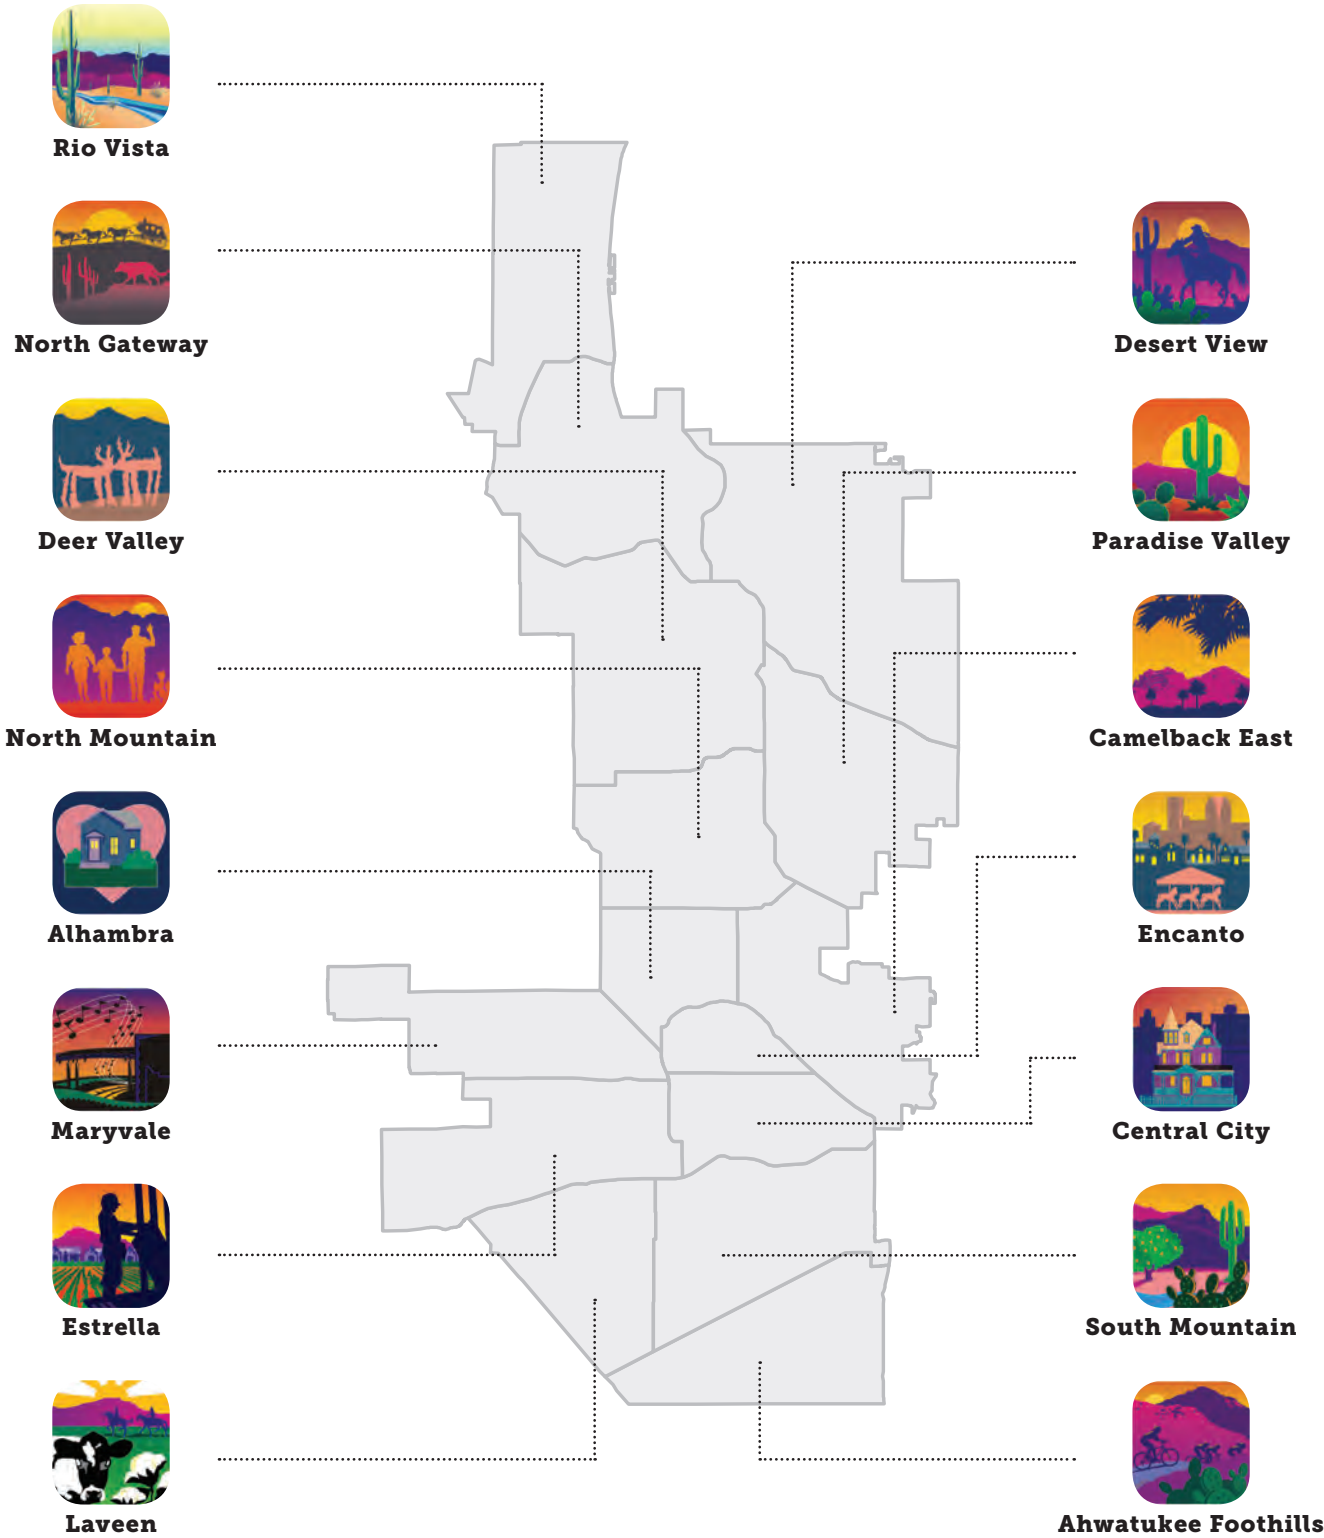 Rio Vista
North Gateway
Deer Valley
North Mountain
Alhambra
Maryvale
Estrella
Laveen
Desert View
Paradise Valley
Camelback East
Encanto
Central City
South Mountain
Ahwatukee Foothills